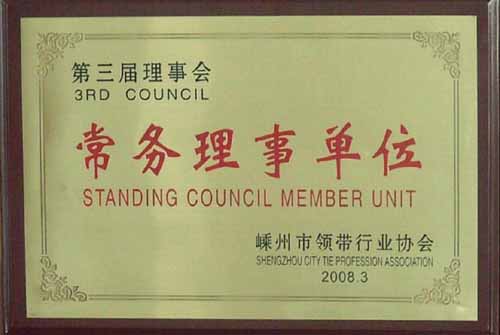 第三届理事会
3RD COUNCIL
常务理事单位
STANDING COUNCIL MEMBER UNIT
嵊州市领带行业协会
SHENGZHOU CITY TIE PROFESSION ASSOCIATION
2008.3